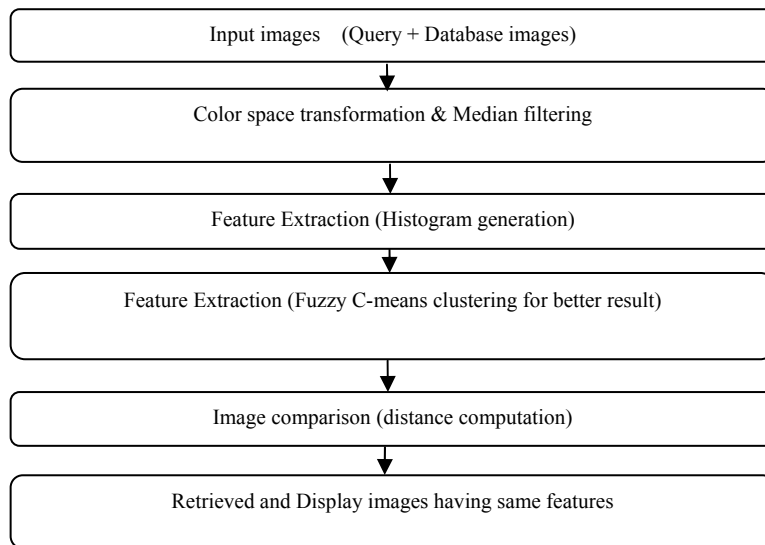 Input images (Query + Database images)
Color space transformation & Median filtering
Feature Extraction (Histogram generation)
Feature Extraction (Fuzzy C-means clustering for better result)
Image comparison (distance computation)
Retrieved and Display images having same features